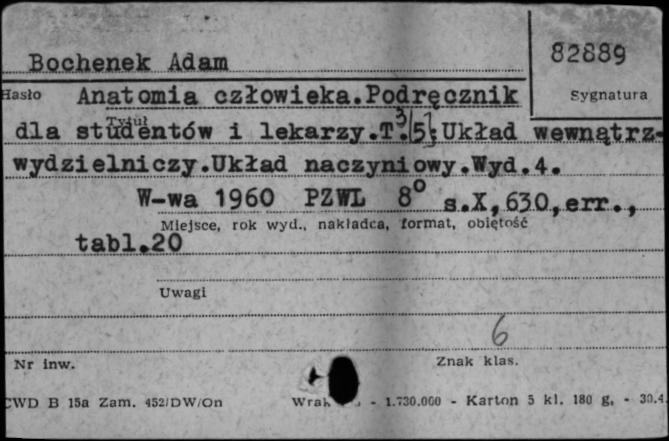 Bochenek Adam
82889
Hasło Anatomia człowieka.Podręcznik
Sygnatura
Tytuł
dla studentów i lekarzy.T.3[5]:Układ wewnątrz-
wydzielniczy.Układ naczyniowy.Wyd.4.
W-wa 1960 PZWL 8° s.X,630,err.,
Miejsce, rok wyd., nakładca, format, objętość
tabl.20
Uwagi
6
Nr inw.
Znak klas.
CWD B 15a Zam. 452/DW/On - 1.730.000 - Karton 5 kl. 180 g. - 30.4.